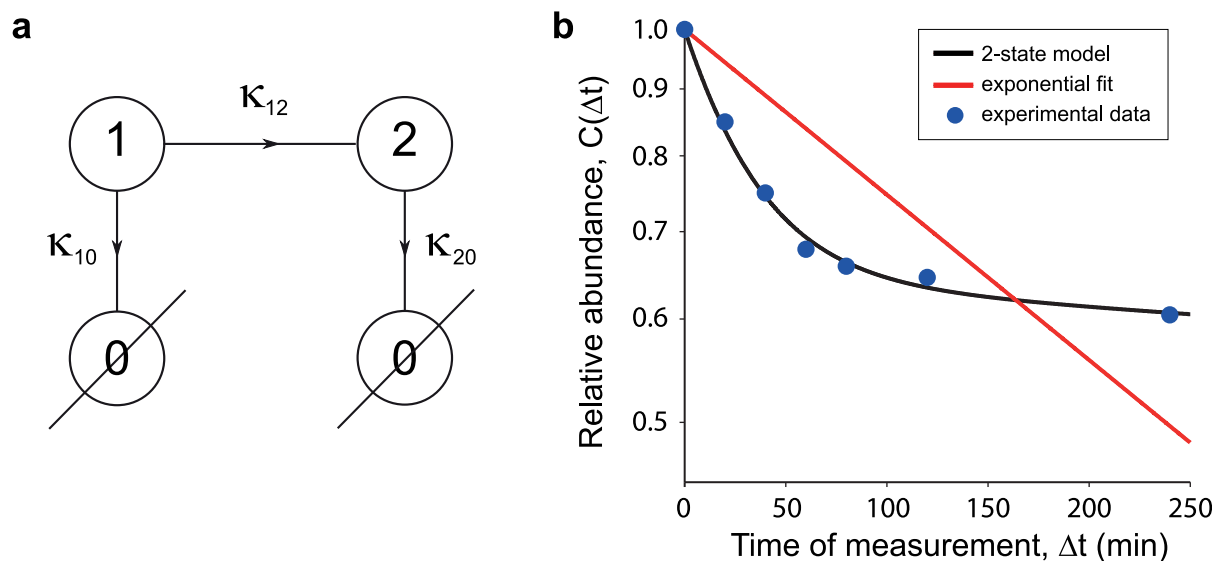 a
1
κ12
2
κ10
κ20
0
0
b
Relative abundance, C(Δt)
1.0
0.9
0.8
0.7
0.6
0.5
2-state model
exponential fit
experimental data
0 50 100 150 200 250
Time of measurement, Δt (min)